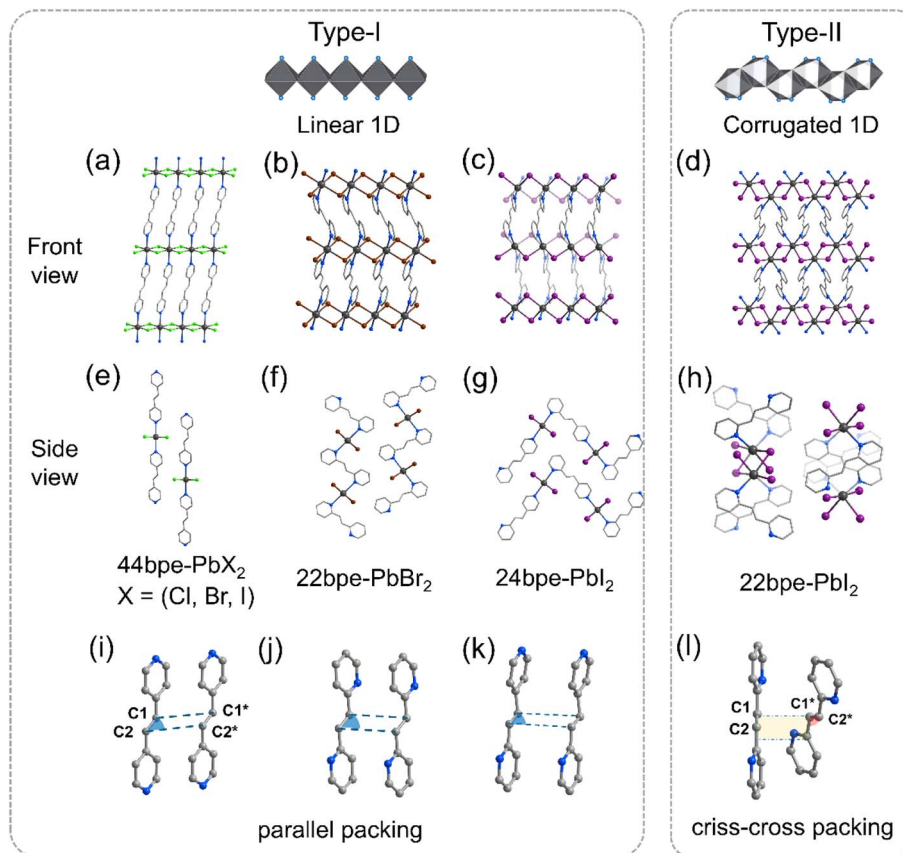 Type-I
Type-II
Linear 1D
Corrugated 1D
(a)
(b)
(c)
(d)
Front
view
(e)
(f)
(g)
(h)
Side
view
44bpe-PbX₂
X = (Cl, Br, I)
22bpe-PbBr₂
24bpe-PbI₂
22bpe-PbI₂
(i)
(j)
(k)
(l)
C1
C2
C1*
C2*
C1
C2
C1*
C2*
parallel packing
criss-cross packing